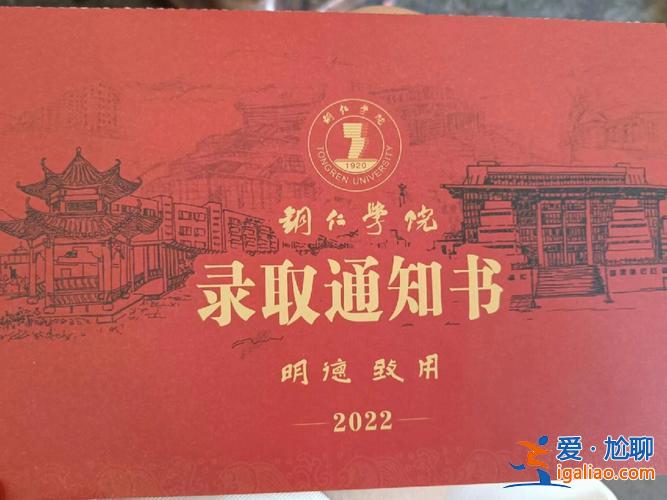 铜仁学院
1920
TONGREN UNIVERSITY
铜仁学院
录取通知书
明德 致用
2022
爱·尬聊
igaliao.com